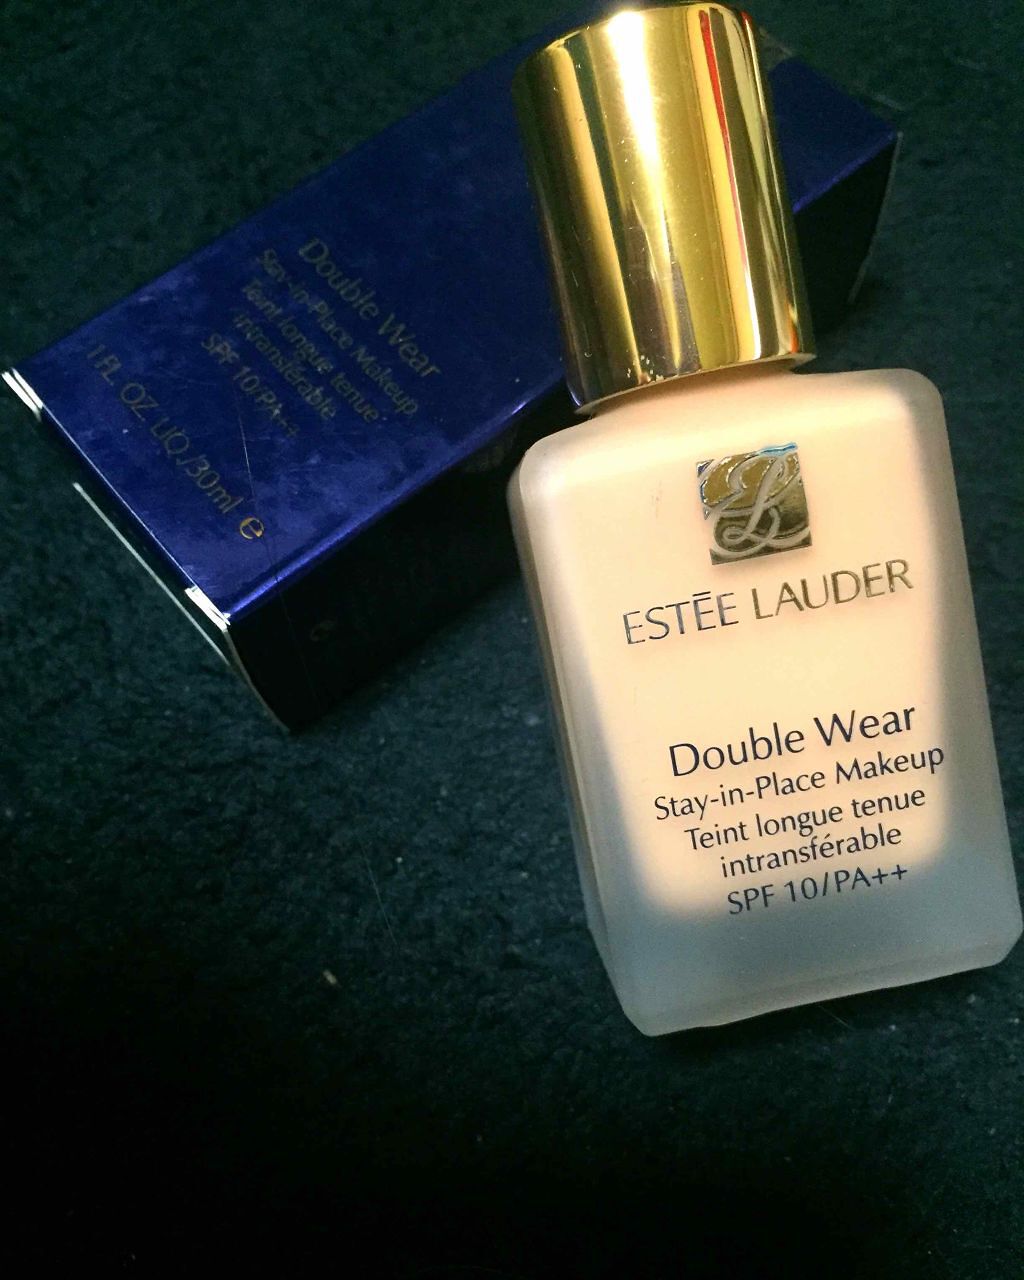 Double Wear
Stay-in-Place Makeup
Teint longue tenue
intransférable
SPF 10/PA++
1 FL OZ LIQ./30ml ℮
ESTĒE LAUDER
Double Wear
Stay-in-Place Makeup
Teint longue tenue
intransférable
SPF 10/PA++